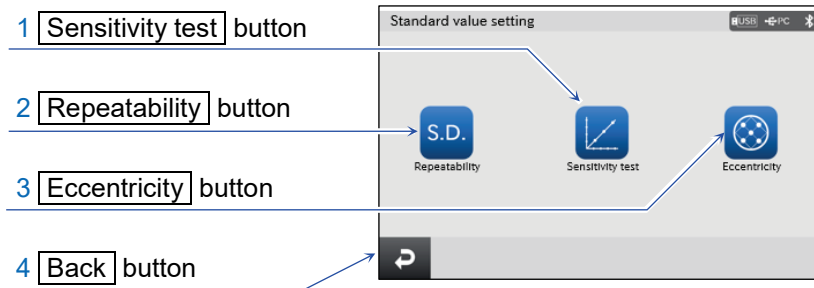 1 Sensitivity test button
2 Repeatability button
3 Eccentricity button
4 Back button
Standard value setting
USB PC
S.D.
Repeatability
Sensitivity test
Eccentricity